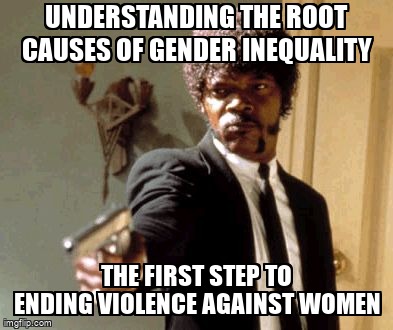 UNDERSTANDING THE ROOT
CAUSES OF GENDER INEQUALITY
THE FIRST STEP TO
ENDING VIOLENCE AGAINST WOMEN
imgflip.com